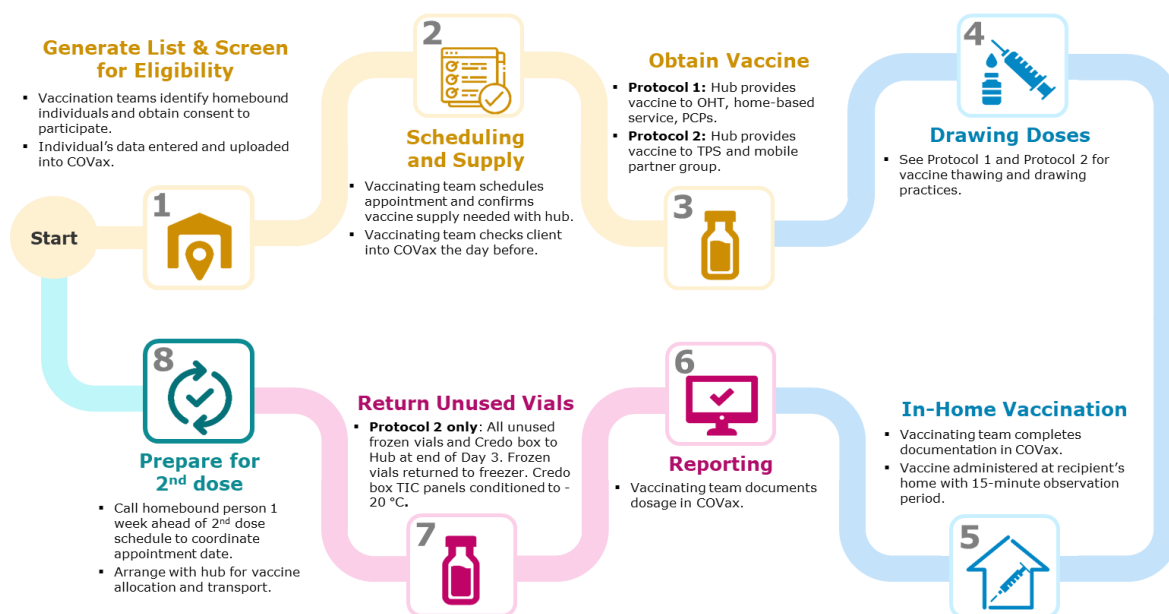 Start
1
Generate List & Screen
for Eligibility
▪ Vaccination teams identify homebound
individuals and obtain consent to
participate.
▪ Individual's data entered and uploaded
into COVax.
2
Scheduling
and Supply
▪ Vaccinating team schedules
appointment and confirms
vaccine supply needed with hub.
▪ Vaccinating team checks client
into COVax the day before.
Obtain Vaccine
▪ Protocol 1: Hub provides
vaccine to OHT, home-based
service, PCPs.
▪ Protocol 2: Hub provides
vaccine to TPS and mobile
partner group.
3
4
Drawing Doses
▪ See Protocol 1 and Protocol 2 for
vaccine thawing and drawing
practices.
In-Home Vaccination
▪ Vaccinating team completes
documentation in COVax.
▪ Vaccine administered at recipient's
home with 15-minute observation
period.
5
6
Reporting
▪ Vaccinating team documents
dosage in COVax.
Return Unused Vials
▪ Protocol 2 only: All unused
frozen vials and Credo box to
Hub at end of Day 3. Frozen
vials returned to freezer. Credo
box TIC panels conditioned to -
20 °C.
7
8
Prepare for
2nd dose
▪ Call homebound person 1
week ahead of 2nd dose
schedule to coordinate
appointment date.
▪ Arrange with hub for vaccine
allocation and transport.